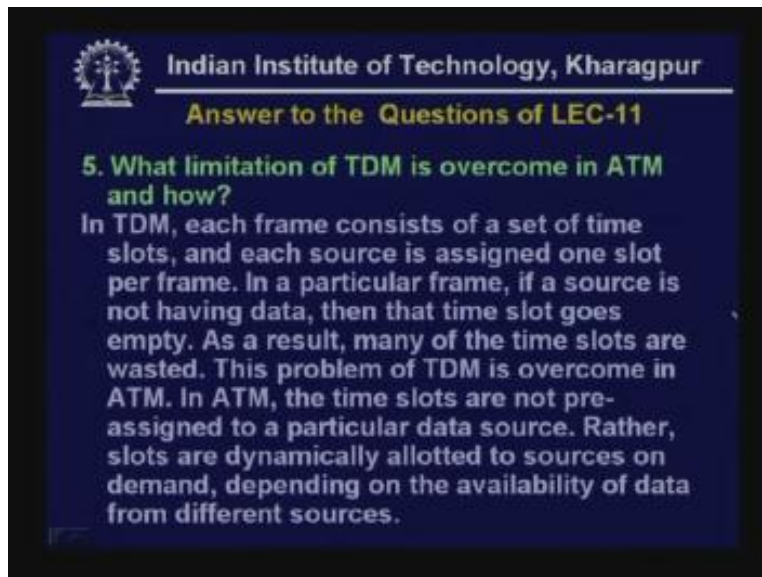 Indian Institute of Technology, Kharagpur
Answer to the Questions of LEC-11
5. What limitation of TDM is overcome in ATM
and how?
In TDM, each frame consists of a set of time
slots, and each source is assigned one slot
per frame. In a particular frame, if a source is
not having data, then that time slot goes
empty. As a result, many of the time slots are
wasted. This problem of TDM is overcome in
ATM. In ATM, the time slots are not pre-
assigned to a particular data source. Rather,
slots are dynamically allotted to sources on
demand, depending on the availability of data
from different sources.